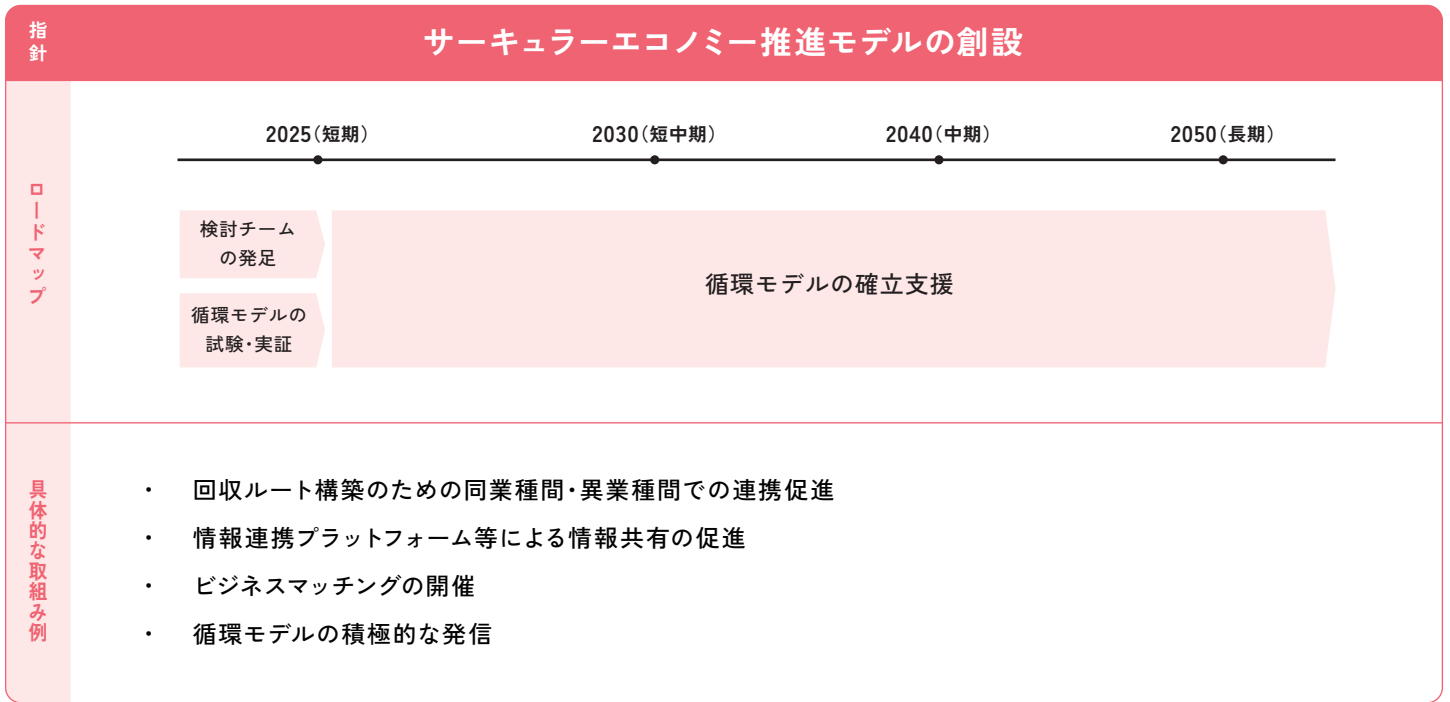 指針
サーキュラーエコノミー推進モデルの創設
ロードマップ
2025(短期)
2030(短中期)
2040(中期)
2050(長期)
検討チーム
の発足
循環モデルの
試験・実証
循環モデルの確立支援
具体的な取組み例
・ 回収ルート構築のための同業種間・異業種間での連携促進
・ 情報連携プラットフォーム等による情報共有の促進
・ ビジネスマッチングの開催
・ 循環モデルの積極的な発信